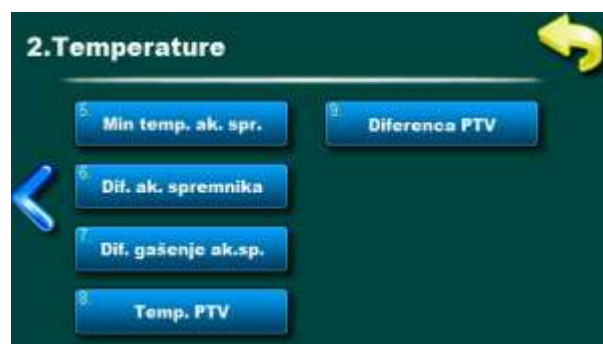 2.Temperature
5.
Min temp. ak. spr.
6.
Dif. ak. spremnika
7.
Dif. gašenje ak.sp.
8.
Temp. PTV
9.
Diferenca PTV